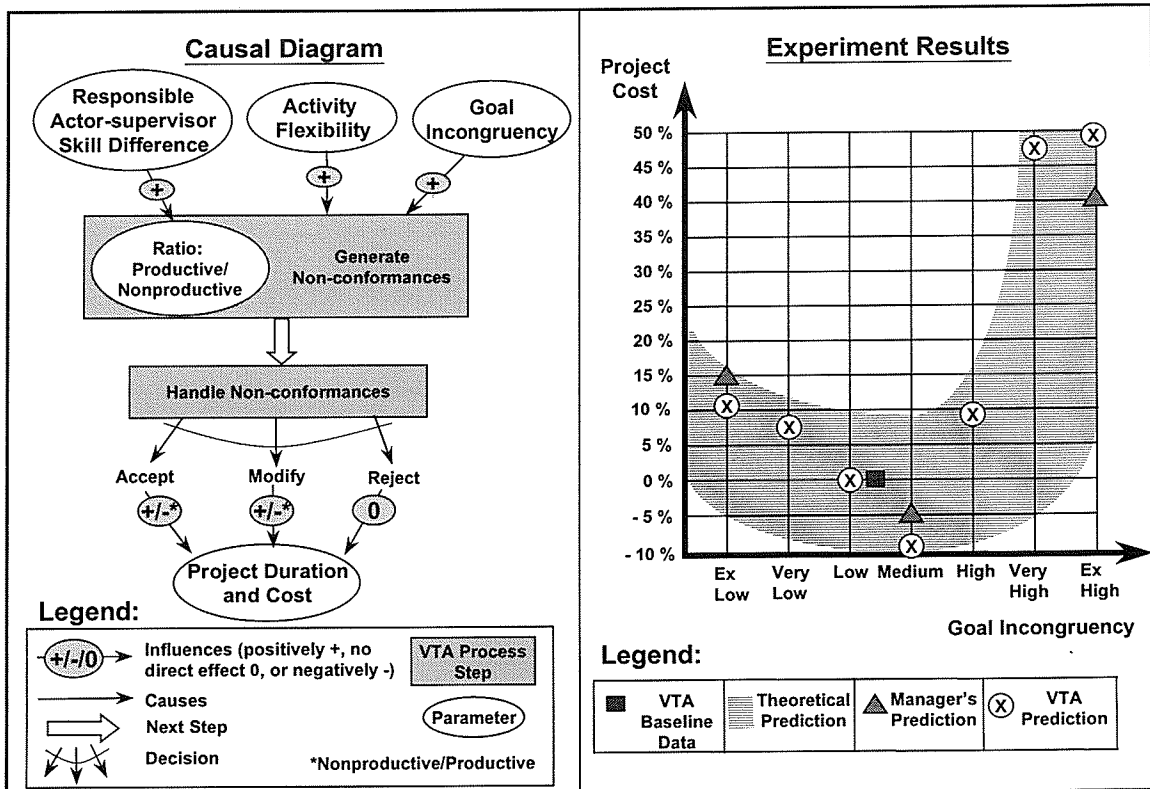 Causal Diagram
Responsible
Actor-supervisor
Skill Difference
Activity
Flexibility
Goal
Incongruency
+
+
+
Ratio:
Productive/
Nonproductive
Generate
Non-conformances
Handle Non-conformances
Accept
Modify
Reject
+/-*
+/-*
0
Project Duration
and Cost
Legend:
+/-/0
Influences (positively +, no
direct effect 0, or negatively -)
Causes
Next Step
Decision
VTA Process
Step
Parameter
*Nonproductive/Productive
Experiment Results
Project
Cost
50 %
45 %
40 %
35 %
30 %
25 %
20 %
15 %
10 %
5 %
0 %
- 5 %
- 10 %
X
X
X
X
X
X
X
Ex
Low
Very
Low
Low
Medium
High
Very
High
Ex
High
Goal Incongruency
Legend:
VTA
Baseline
Data
Theoretical
Prediction
Manager's
Prediction
X
VTA
Prediction